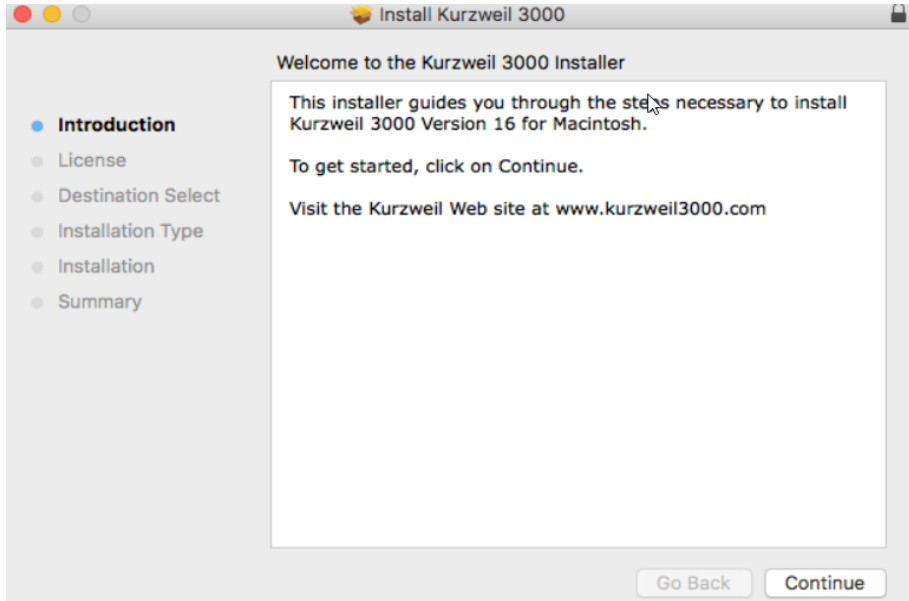 Install Kurzweil 3000
Welcome to the Kurzweil 3000 Installer
Introduction
License
Destination Select
Installation Type
Installation
Summary
This installer guides you through the steps necessary to install
Kurzweil 3000 Version 16 for Macintosh.
To get started, click on Continue.
Visit the Kurzweil Web site at www.kurzweil3000.com
Go Back
Continue